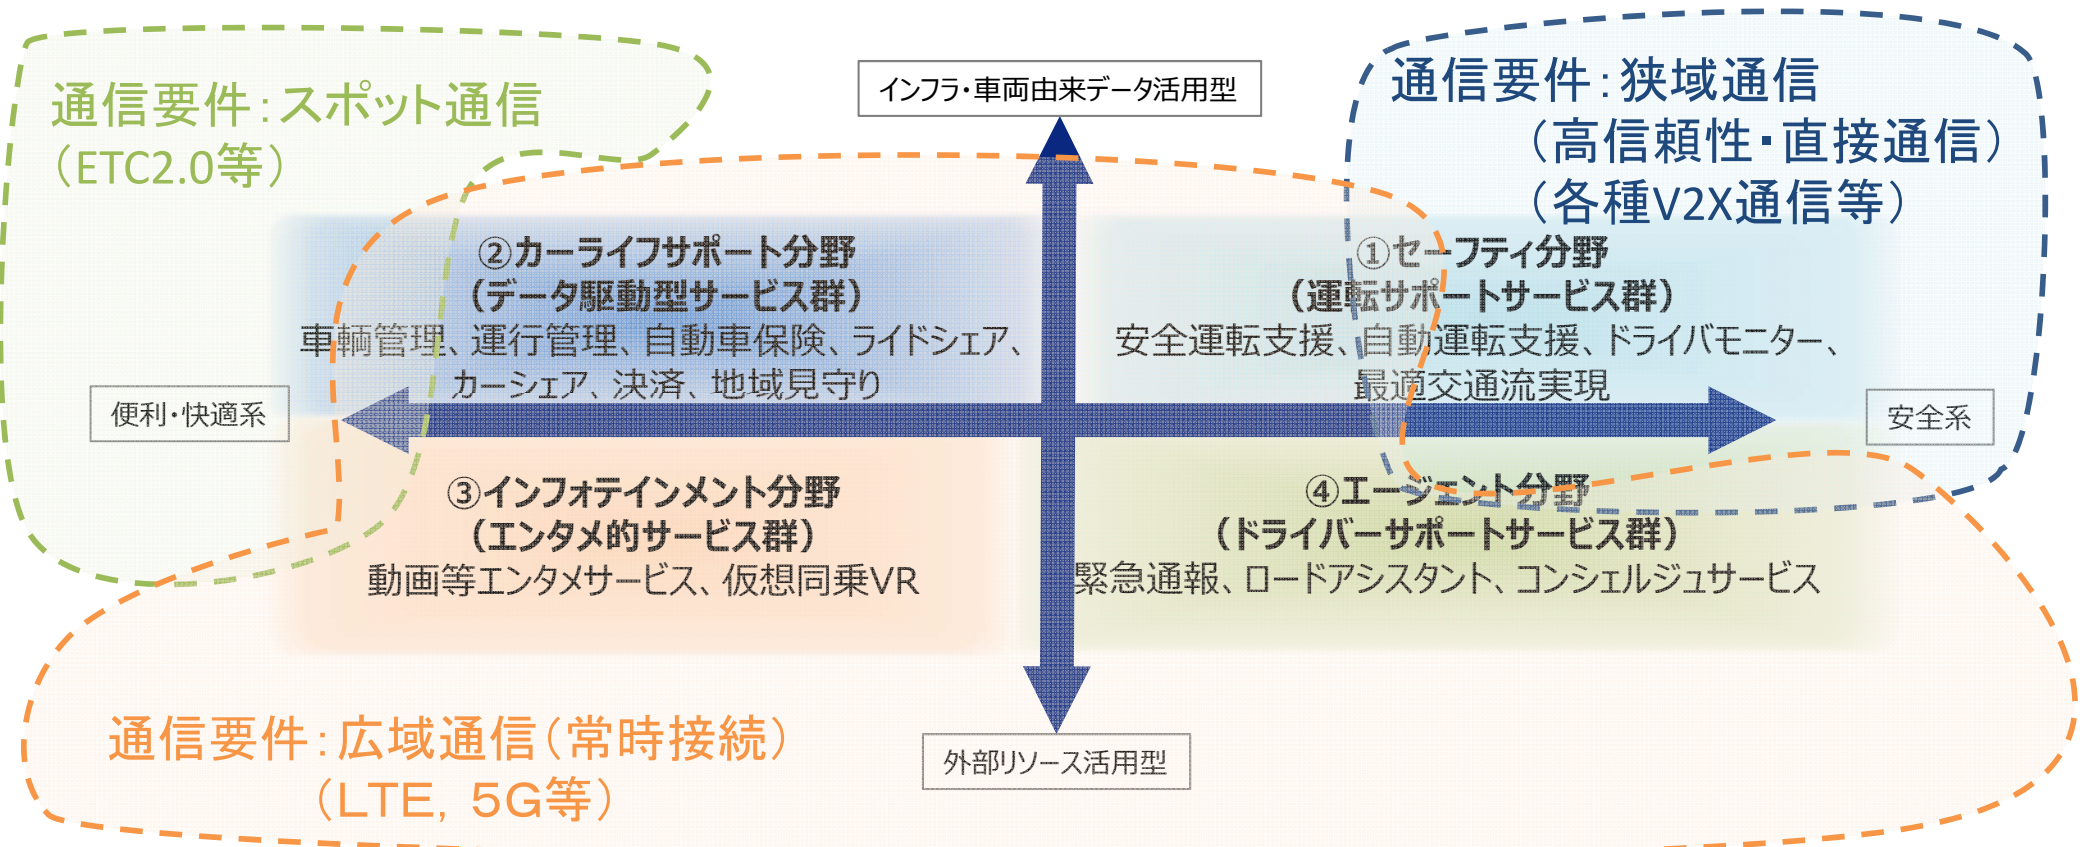 通信要件：スポット通信
（ETC2.0等）
インフラ・車両由来データ活用型
通信要件：狭域通信
（高信頼性・直接通信）
（各種V2X通信等）
②カーライフサポート分野
（データ駆動型サービス群）
車輌管理、運行管理、自動車保険、ライドシェア、
カーシェア、決済、地域見守り
①セーフティ分野
（運転サポートサービス群）
安全運転支援、自動運転支援、ドライバモニター、
最適交通流実現
便利・快適系
安全系
③インフォテインメント分野
（エンタメ的サービス群）
動画等エンタメサービス、仮想同乗VR
④エージェント分野
（ドライバーサポートサービス群）
緊急通報、ロードアシスタント、コンシェルジュサービス
通信要件：広域通信（常時接続）
（LTE，5G等）
外部リソース活用型